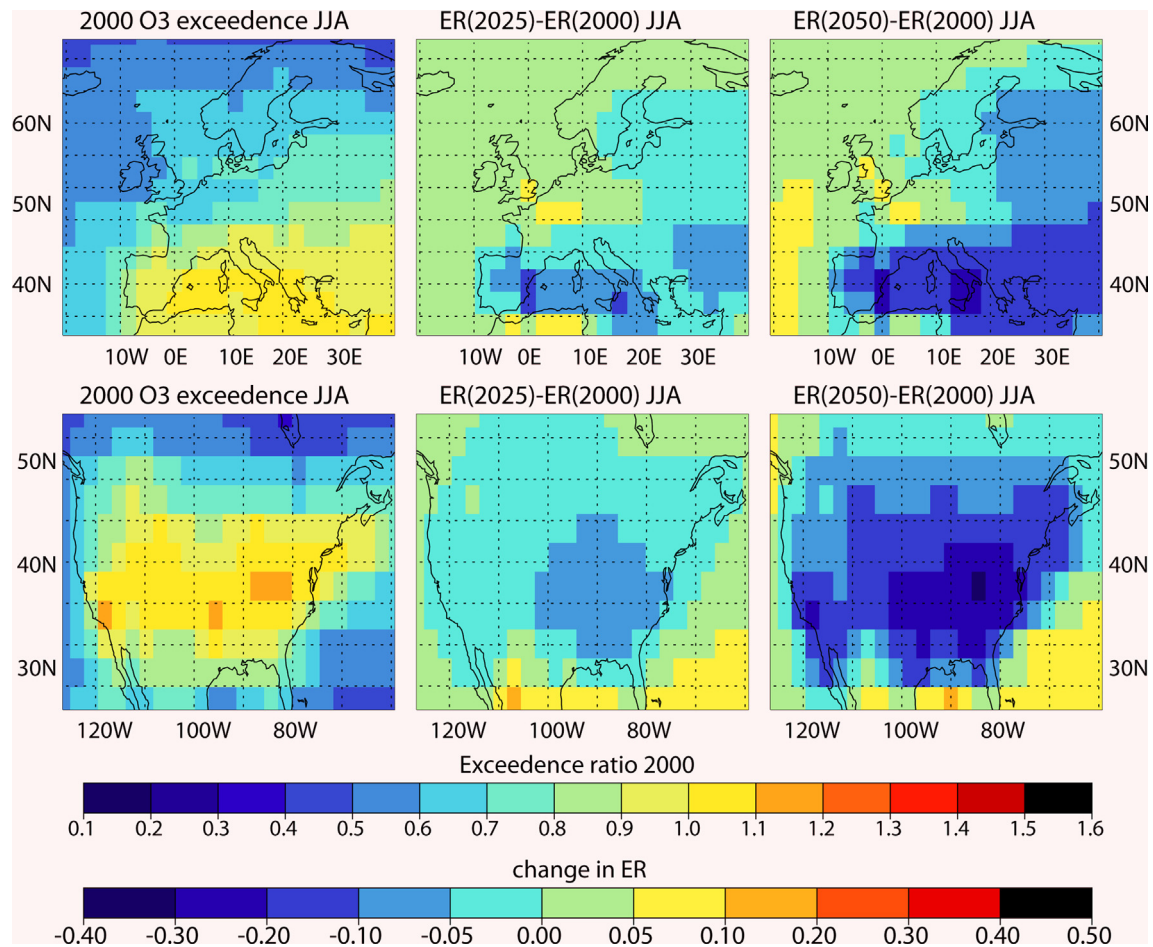 2000 O3 exceedence JJA ER(2025)-ER(2000) JJA ER(2050)-ER(2000) JJA
60N 60N
50N 50N
40N 40N
10W 0E 10E 20E 30E 10W 0E 10E 20E 30E 10W 0E 10E 20E 30E
2000 O3 exceedence JJA ER(2025)-ER(2000) JJA ER(2050)-ER(2000) JJA
50N 50N
40N 40N
30N 30N
120W 100W 80W 120W 100W 80W 120W 100W 80W
Exceedence ratio 2000
0.1 0.2 0.3 0.4 0.5 0.6 0.7 0.8 0.9 1.0 1.1 1.2 1.3 1.4 1.5 1.6
change in ER
-0.40 -0.30 -0.20 -0.10 -0.05 0.00 0.05 0.10 0.20 0.30 0.40 0.50